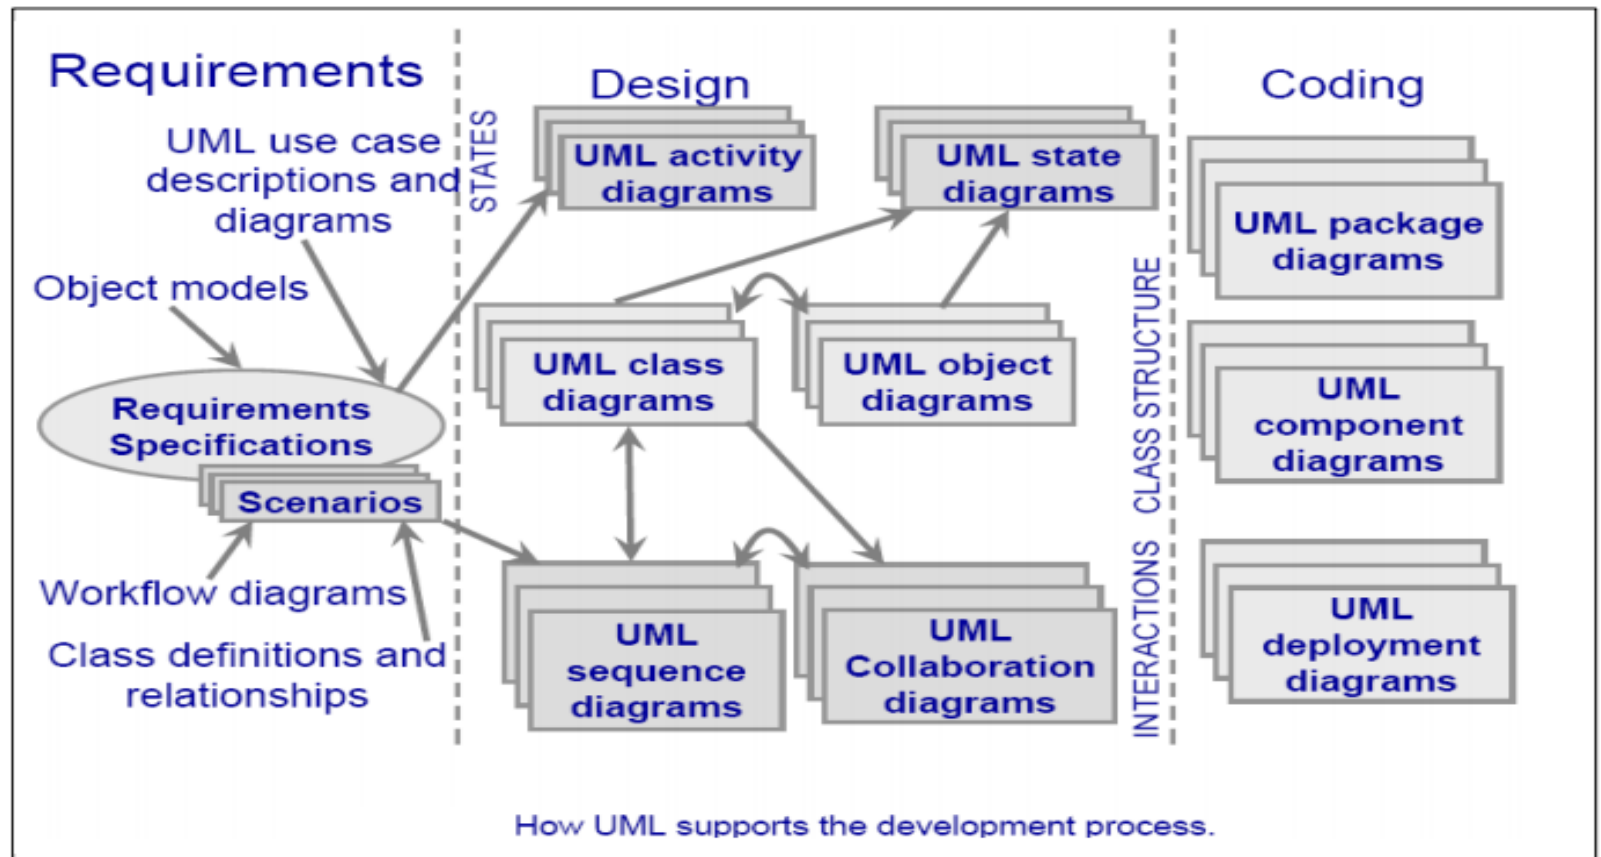 Requirements
UML use case
descriptions and
diagrams
Object models
Requirements
Specifications
Scenarios
Workflow diagrams
Class definitions and
relationships
Design
STATES
UML activity
diagrams
UML state
diagrams
UML class
diagrams
UML object
diagrams
UML
sequence
diagrams
UML
Collaboration
diagrams
CLASS STRUCTURE
INTERACTIONS
Coding
UML package
diagrams
UML
component
diagrams
UML
deployment
diagrams
How UML supports the development process.